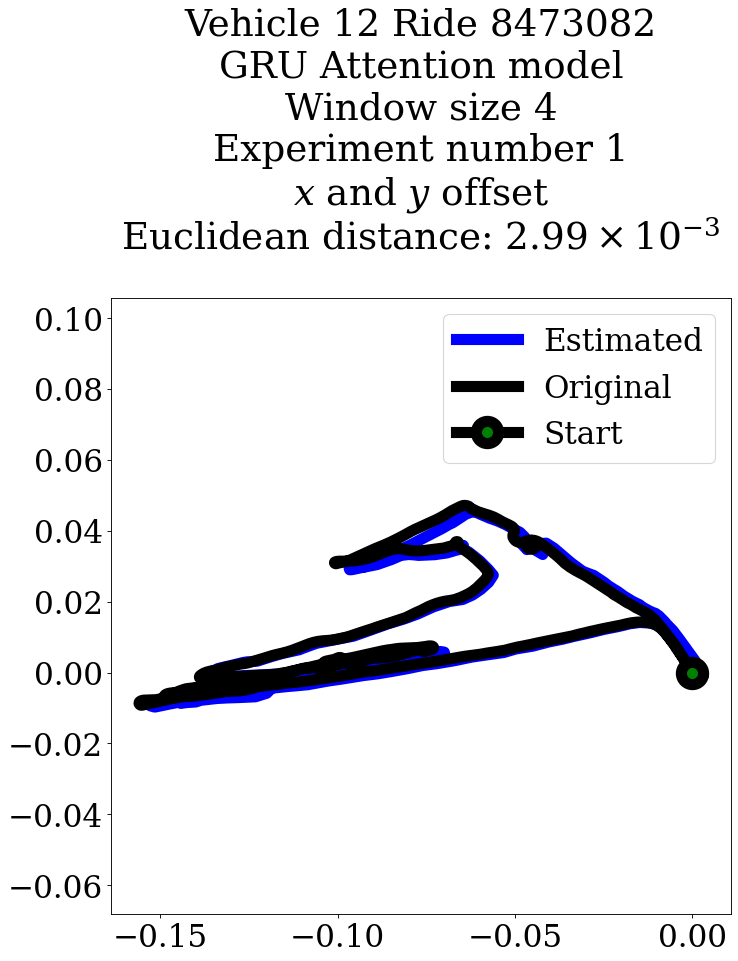 Vehicle 12 Ride 8473082
GRU Attention model
Window size 4
Experiment number 1
x and y offset
Euclidean distance: 2.99 × 10⁻³
Estimated
Original
Start
0.10
0.08
0.06
0.04
0.02
0.00
−0.02
−0.04
−0.06
−0.15 −0.10 −0.05 0.00